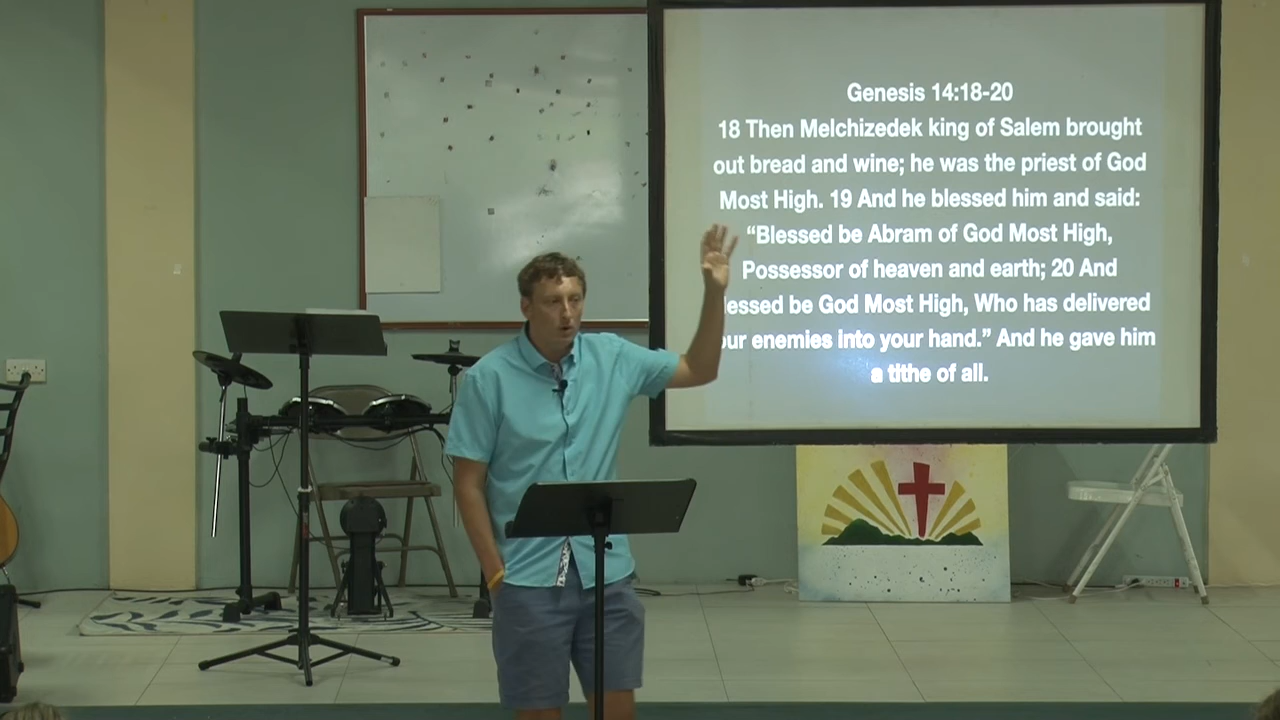 Genesis 14:18-20
18 Then Melchizedek king of Salem brought
out bread and wine; he was the priest of God
Most High. 19 And he blessed him and said:
“Blessed be Abram of God Most High,
Possessor of heaven and earth; 20 And
lessed be God Most High, Who has delivered
our enemies into your hand.” And he gave him
a tithe of all.